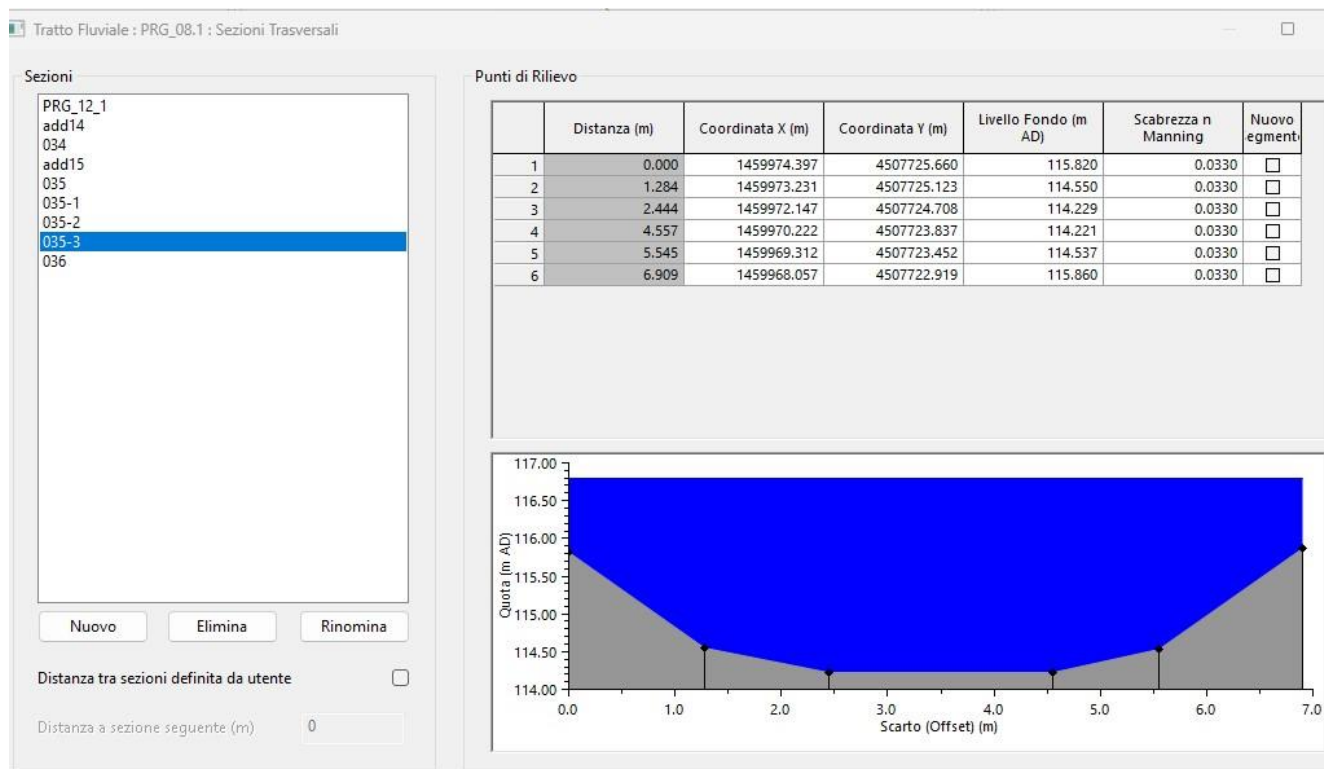 Tratto Fluviale : PRG_08.1 : Sezioni Trasversali
Sezioni
PRG_12_1
add14
034
add15
035
035-1
035-2
035-3
036
Nuovo Elimina Rinomina
Distanza tra sezioni definita da utente
Distanza a sezione seguente (m) 0
Punti di Rilievo
Distanza (m) Coordinata X (m) Coordinata Y (m) Livello Fondo (m AD) Scabrezza n Manning Nuovo egment
1 0.000 1459974.397 4507725.660 115.820 0.0330
2 1.284 1459973.231 4507725.123 114.550 0.0330
3 2.444 1459972.147 4507724.708 114.229 0.0330
4 4.557 1459970.222 4507723.837 114.221 0.0330
5 5.545 1459969.312 4507723.452 114.537 0.0330
6 6.909 1459968.057 4507722.919 115.860 0.0330
117.00
116.50
116.00
115.50
115.00
114.50
114.00
Quota (m AD)
0.0 1.0 2.0 3.0 4.0 5.0 6.0 7.0
Scarto (Offset) (m)